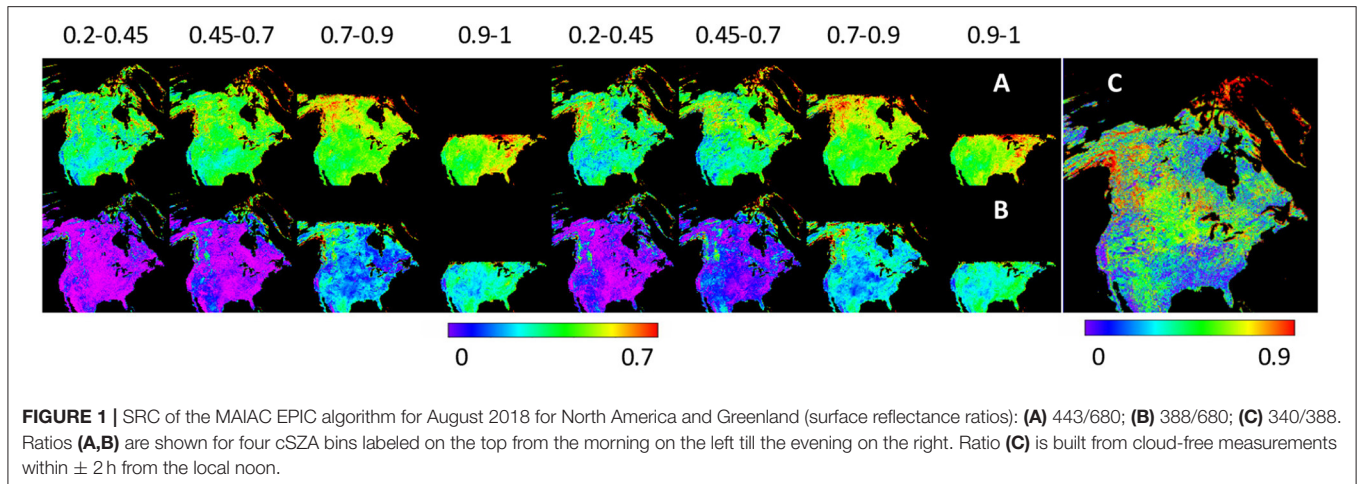 0.2-0.45 0.45-0.7 0.7-0.9 0.9-1 0.2-0.45 0.45-0.7 0.7-0.9 0.9-1
A
C
B
0 0.7
0 0.9
FIGURE 1 | SRC of the MAIAC EPIC algorithm for August 2018 for North America and Greenland (surface reflectance ratios): (A) 443/680; (B) 388/680; (C) 340/388.
Ratios (A,B) are shown for four cSZA bins labeled on the top from the morning on the left till the evening on the right. Ratio (C) is built from cloud-free measurements
within ± 2 h from the local noon.